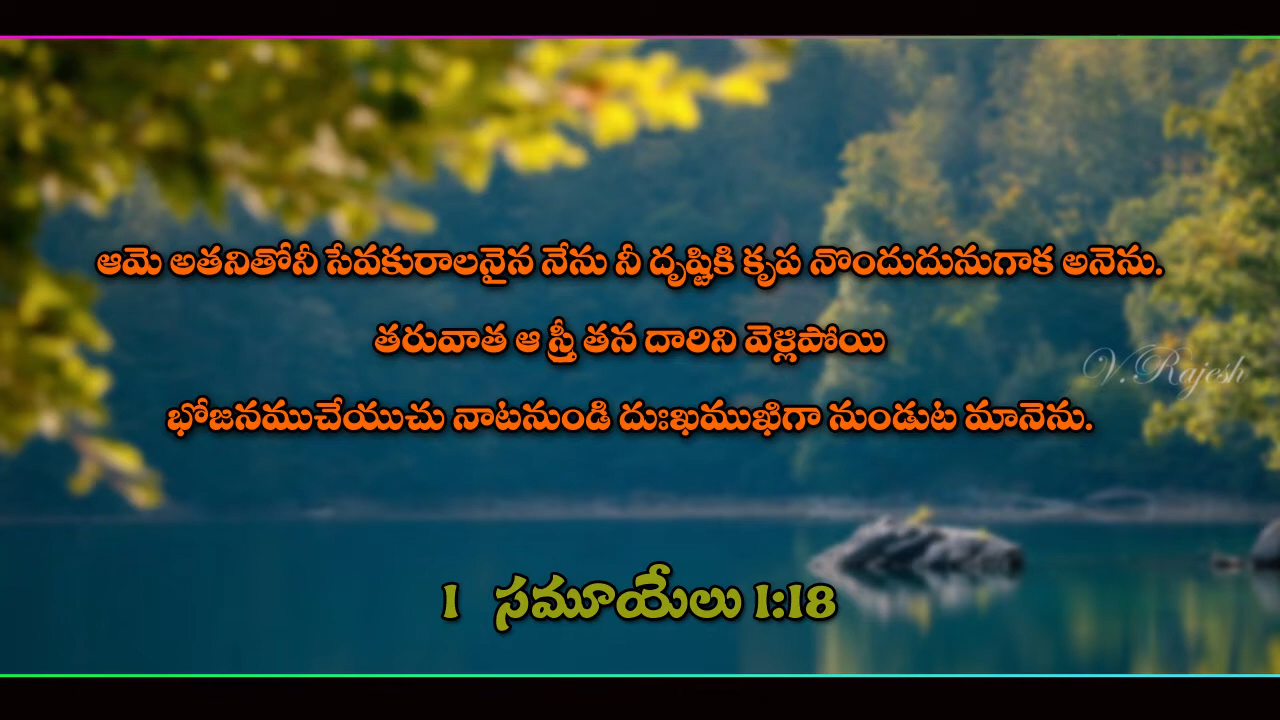 ఆమె అతనితోనీ సేవకురాలనైన నేను నీ దృష్టికి కృప నొందుదునుగాక అనెను.
తరువాత ఆ స్త్రీ తన దారిని వెళ్లిపోయి
V.Rajesh
భోజనముచేయుచు నాటనుండి దుఃఖముఖిగా నుండుట మానెను.
1 సమూయేలు 1:18